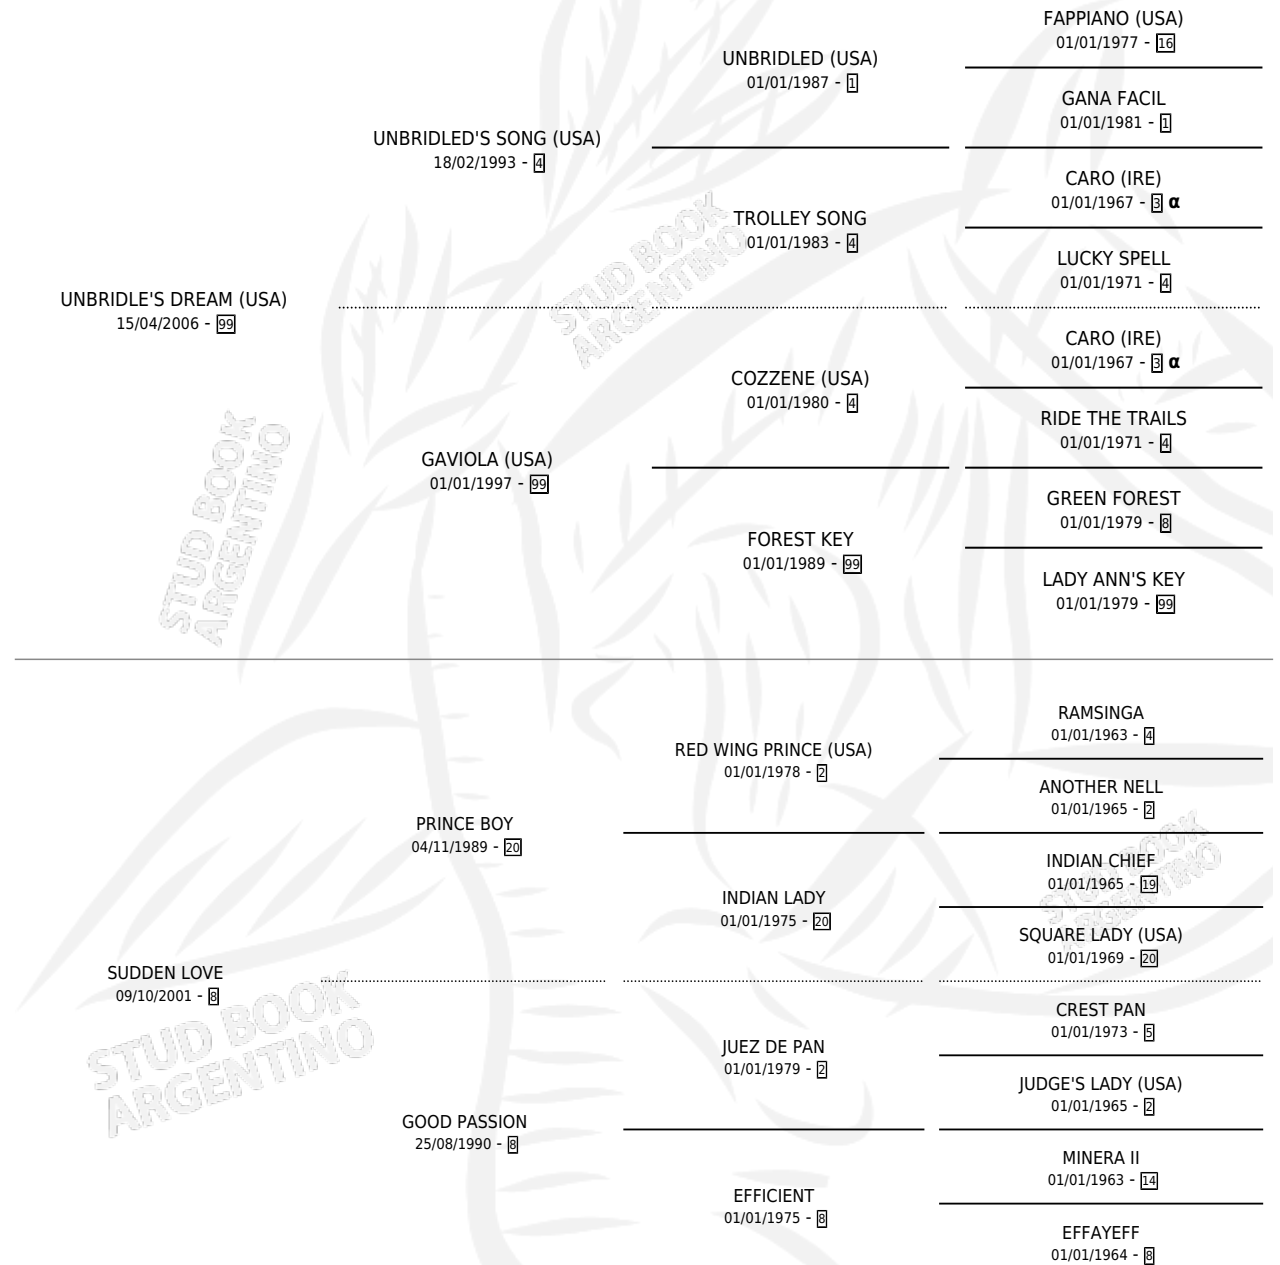 FAPPIANO (USA)
01/01/1977 - 16
UNBRIDLED (USA)
01/01/1987 - 1
GANA FACIL
01/01/1981 - 1
UNBRIDLED'S SONG (USA)
18/02/1993 - 4
CARO (IRE)
01/01/1967 - 3 α
TROLLEY SONG
01/01/1983 - 4
LUCKY SPELL
01/01/1971 - 4
UNBRIDLE'S DREAM (USA)
15/04/2006 - 99
CARO (IRE)
01/01/1967 - 3 α
COZZENE (USA)
01/01/1980 - 4
RIDE THE TRAILS
01/01/1971 - 4
GAVIOLA (USA)
01/01/1997 - 99
GREEN FOREST
01/01/1979 - 8
FOREST KEY
01/01/1989 - 99
LADY ANN'S KEY
01/01/1979 - 99
RAMSINGA
01/01/1963 - 4
RED WING PRINCE (USA)
01/01/1978 - 2
ANOTHER NELL
01/01/1965 - 2
PRINCE BOY
04/11/1989 - 20
INDIAN CHIEF
01/01/1965 - 19
INDIAN LADY
01/01/1975 - 20
SQUARE LADY (USA)
01/01/1969 - 20
SUDDEN LOVE
09/10/2001 - 8
CREST PAN
01/01/1973 - 5
JUEZ DE PAN
01/01/1979 - 2
JUDGE'S LADY (USA)
01/01/1965 - 2
GOOD PASSION
25/08/1990 - 8
MINERA II
01/01/1963 - 14
EFFICIENT
01/01/1975 - 8
EFFAYEFF
01/01/1964 - 8
STUD BOOK
ARGENTINO
STUD BOOK
ARGENTINO
STUD BOOK
ARGENTINO
STUD BOOK
ARGENTINO